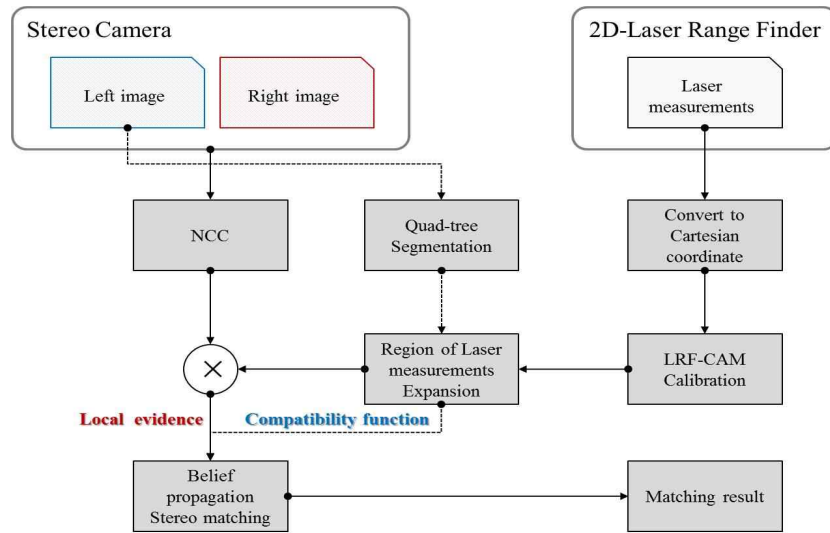 Stereo Camera
2D-Laser Range Finder
Left image
Right image
Laser
measurements
NCC
Quad-tree
Segmentation
Convert to
Cartesian
coordinate
Region of Laser
measurements
Expansion
LRF-CAM
Calibration
Local evidence
Compatibility function
Belief
propagation
Stereo matching
Matching result